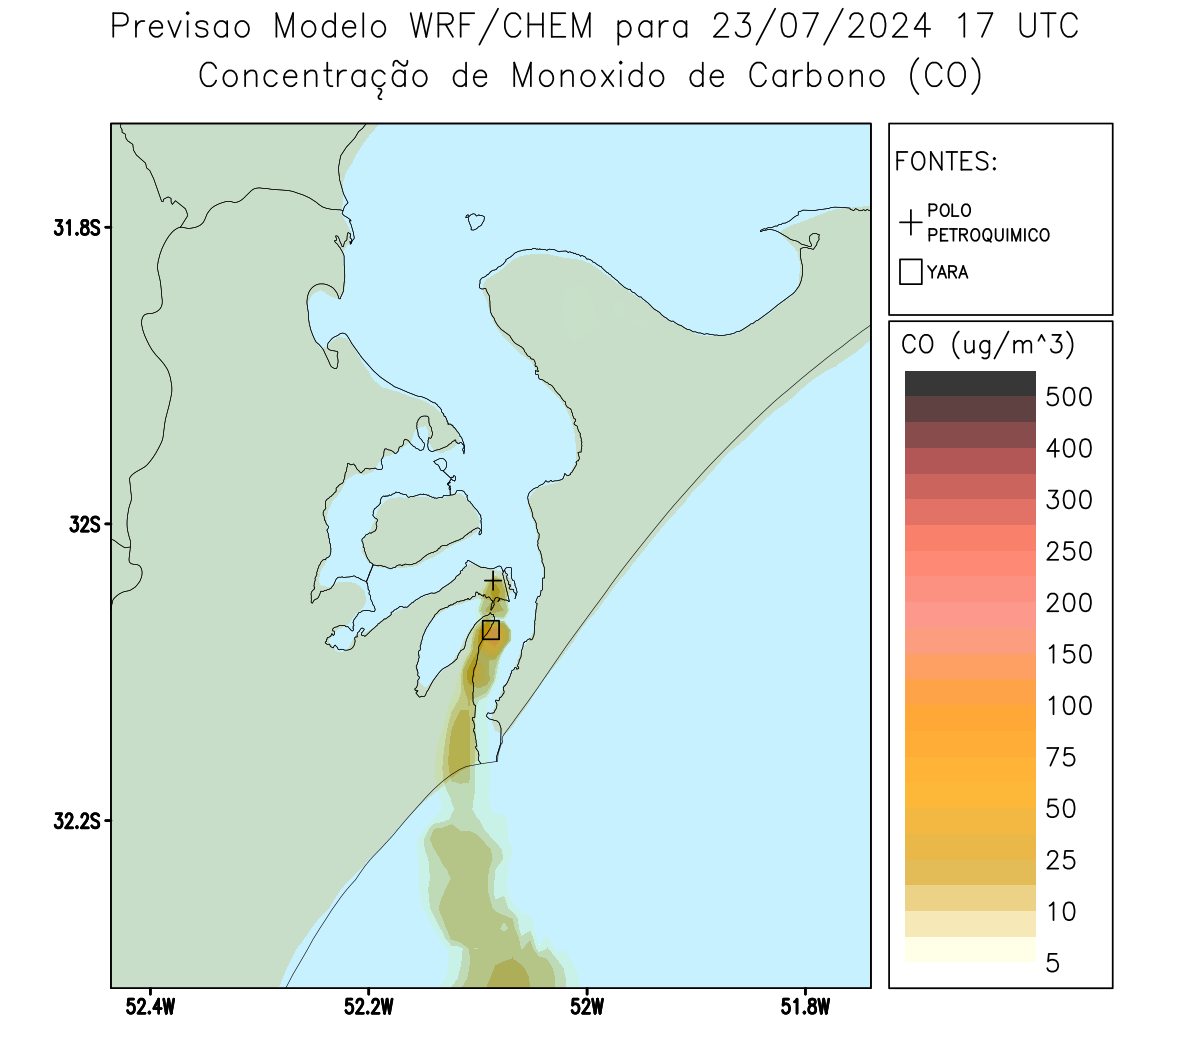 Previsao Modelo WRF/CHEM para 23/07/2024 17 UTC
Concentração de Monoxido de Carbono (CO)
FONTES:
POLO
PETROQUIMICO
YARA
CO (ug/m^3)
500
400
300
250
200
150
100
75
50
25
10
5
31.8S
32S
32.2S
52.4W
52.2W
52W
51.8W